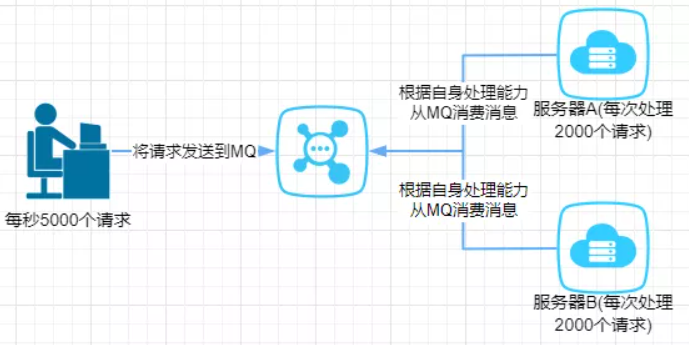 每秒5000个请求
将请求发送到MQ
根据自身处理能力
从MQ消费消息
服务器A(每次处理
2000个请求)
根据自身处理能力
从MQ消费消息
服务器B(每次处理
2000个请求)